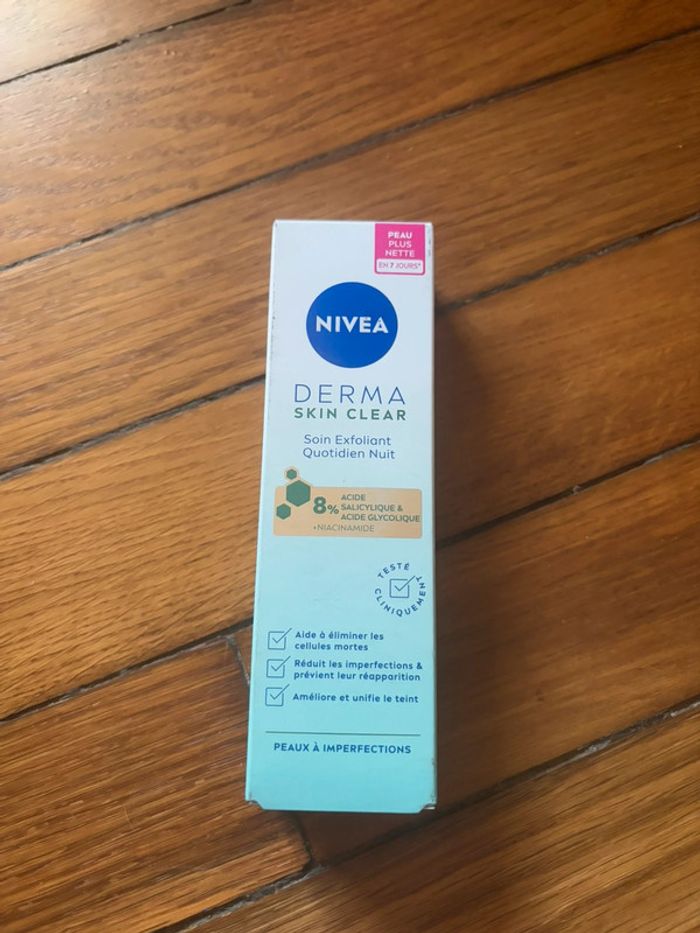 PEAU
PLUS
NETTE
EN 7 JOURS*
NIVEA
DERMA
SKIN CLEAR
Soin Exfoliant
Quotidien Nuit
8% ACIDE
SALICYLIQUE &
ACIDE GLYCOLIQUE
+NIACINAMIDE
TESTÉ
CLINIQUEMENT
Aide à éliminer les
cellules mortes
Réduit les imperfections &
prévient leur réapparition
Améliore et unifie le teint
PEAUX À IMPERFECTIONS